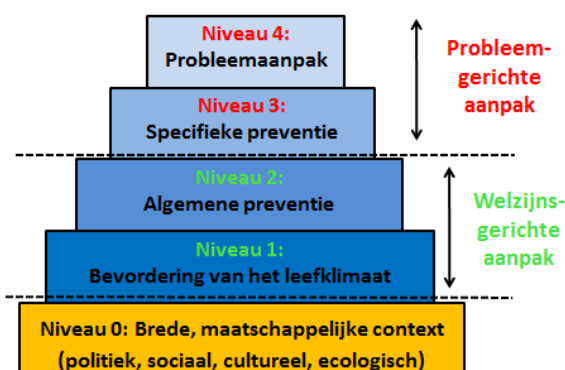 Niveau 4:
Probleemaanpak
Niveau 3:
Specifieke preventie
Niveau 2:
Algemene preventie
Niveau 1:
Bevordering van het leefklimaat
Niveau 0: Brede, maatschappelijke context
(politiek, sociaal, cultureel, ecologisch)
Probleem-
gerichte
aanpak
Welzijns-
gerichte
aanpak